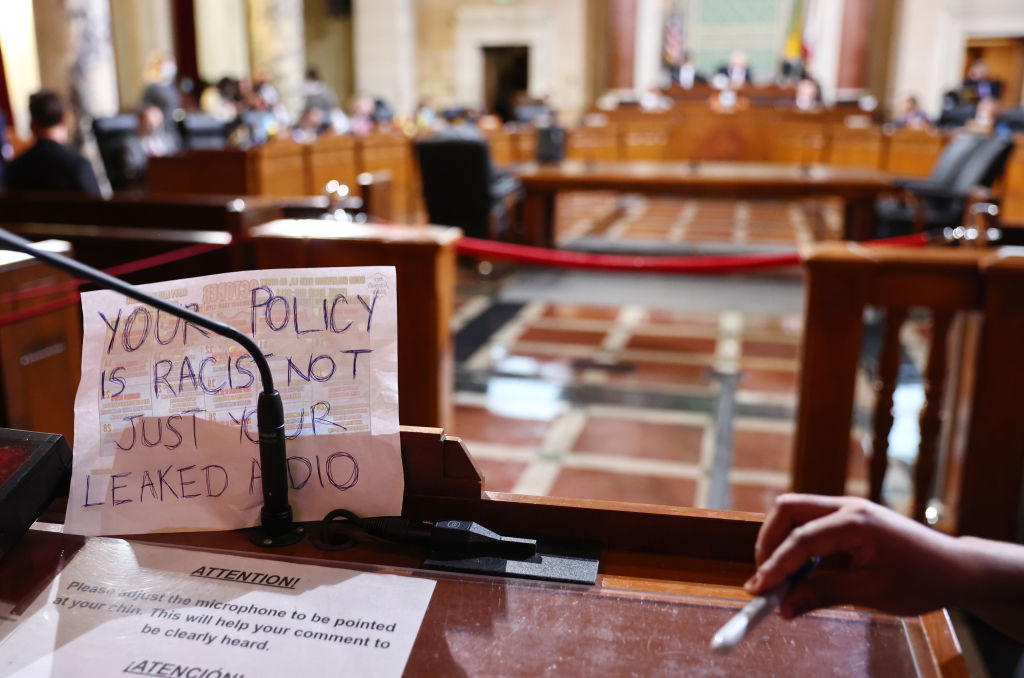 YOUR POLICY
IS RACIST NOT
JUST YOUR
LEAKED AUDIO
ATTENTION!
Please adjust the microphone to be pointed
at your chin. This will help your comment to
be clearly heard.
¡ATENCIÓN!